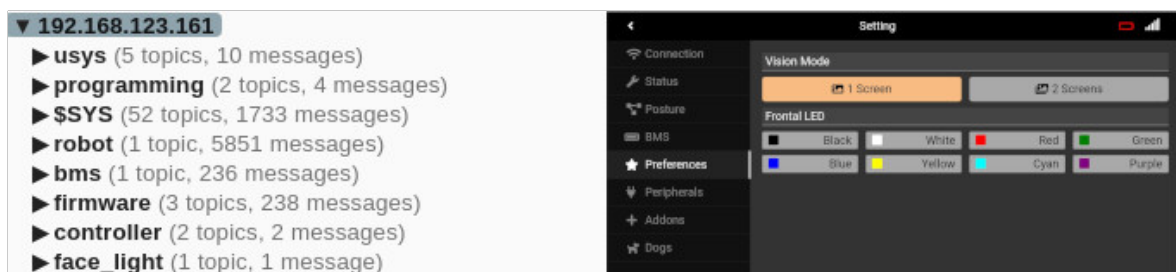 ▼ 192.168.123.161
▶ usys (5 topics, 10 messages)
▶ programming (2 topics, 4 messages)
▶ $SYS (52 topics, 1733 messages)
▶ robot (1 topic, 5851 messages)
▶ bms (1 topic, 236 messages)
▶ firmware (3 topics, 238 messages)
▶ controller (2 topics, 2 messages)
▶ face_light (1 topic, 1 message)
Setting
Connection
Status
Posture
BMS
Preferences
Peripherals
Addons
Dogs
Vision Mode
1 Screen 2 Screens
Frontal LED
Black White Red Green
Blue Yellow Cyan Purple